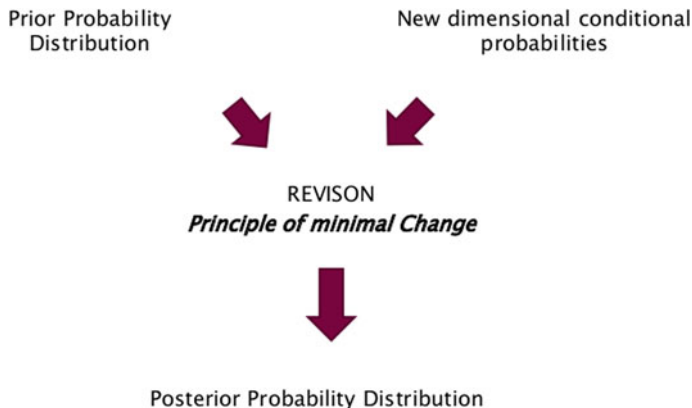 Prior Probability
Distribution
New dimensional conditional
probabilities
REVISON
Principle of minimal Change
Posterior Probability Distribution